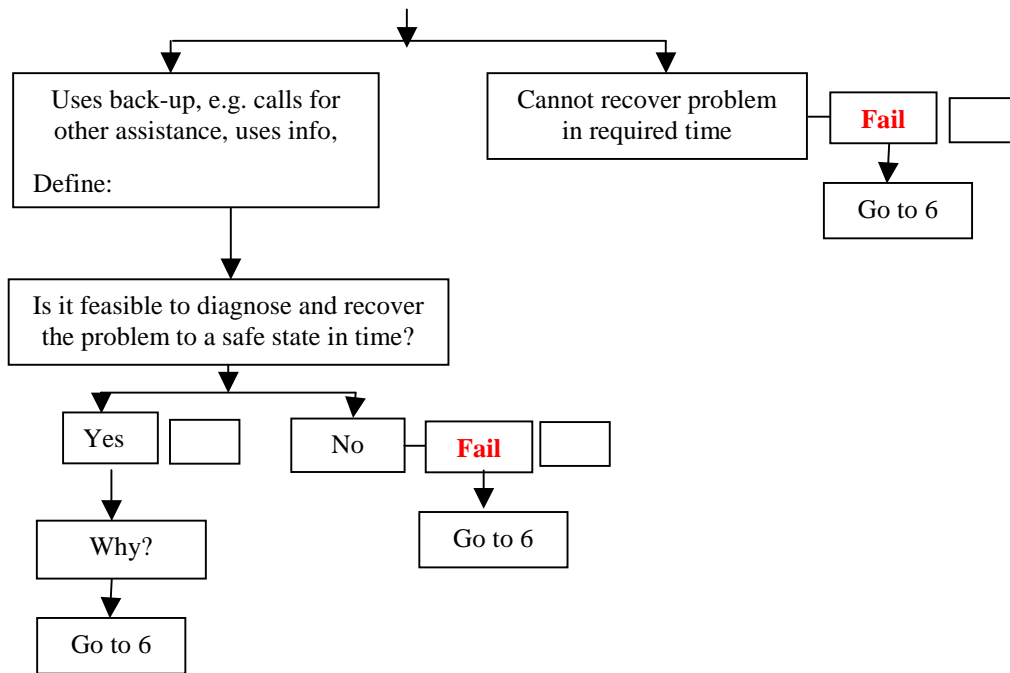 Uses back-up, e.g. calls for
other assistance, uses info,
Define:
Cannot recover problem
in required time
Fail
Go to 6
Is it feasible to diagnose and recover
the problem to a safe state in time?
Yes
No
Fail
Why?
Go to 6
Go to 6